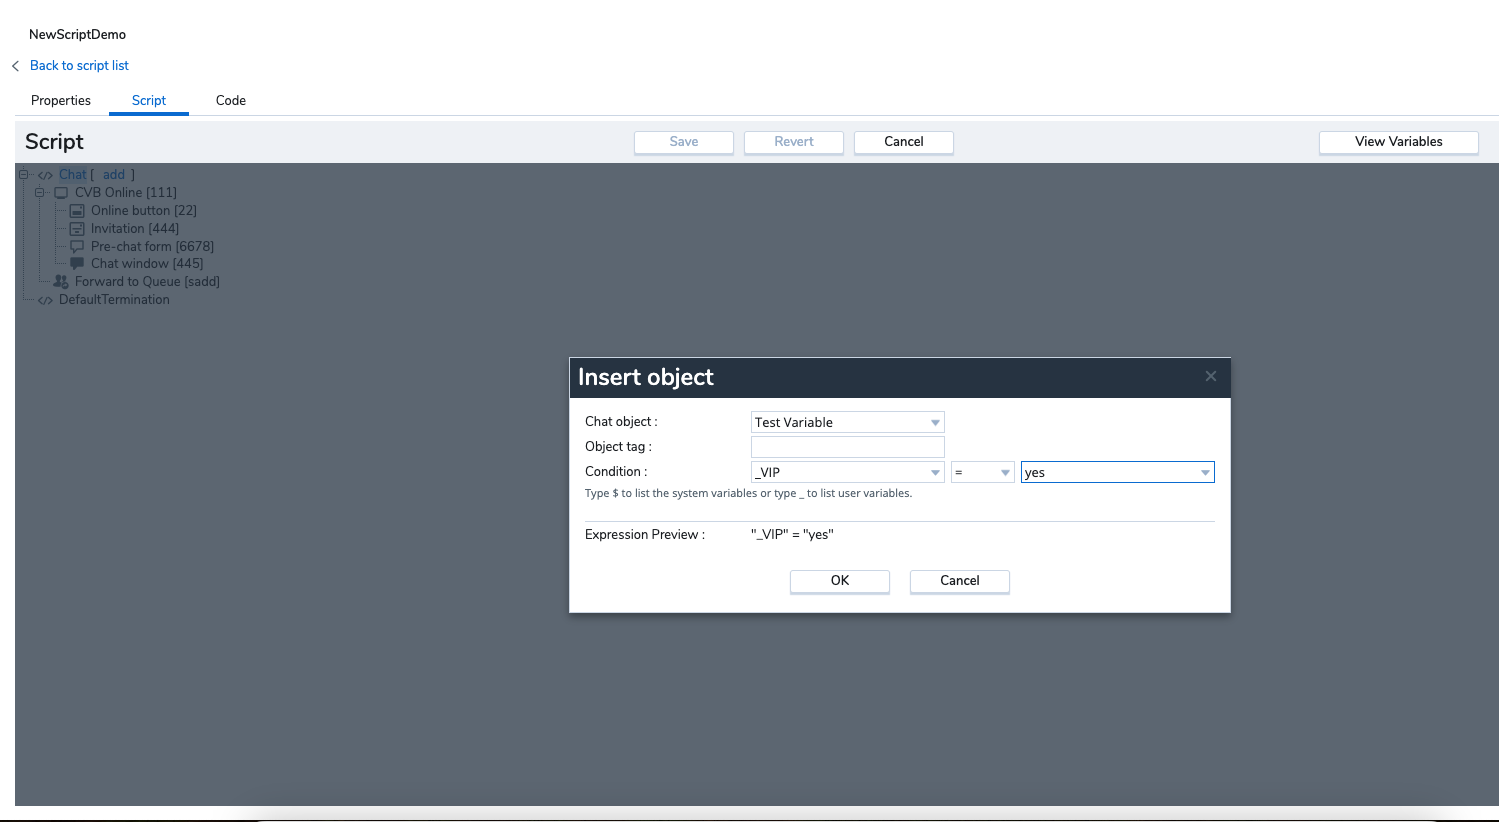 NewScriptDemo
Back to script list
Properties Script Code
Script Save Revert Cancel View Variables
Chat [ add ]
CVB Online [111]
Online button [22]
Invitation [444]
Pre-chat form [6678]
Chat window [445]
Forward to Queue [sadd]
DefaultTermination
Insert object
Chat object : Test Variable
Object tag :
Condition : _VIP = yes
Type $ to list the system variables or type _ to list user variables.
Expression Preview : "_VIP" = "yes"
OK Cancel